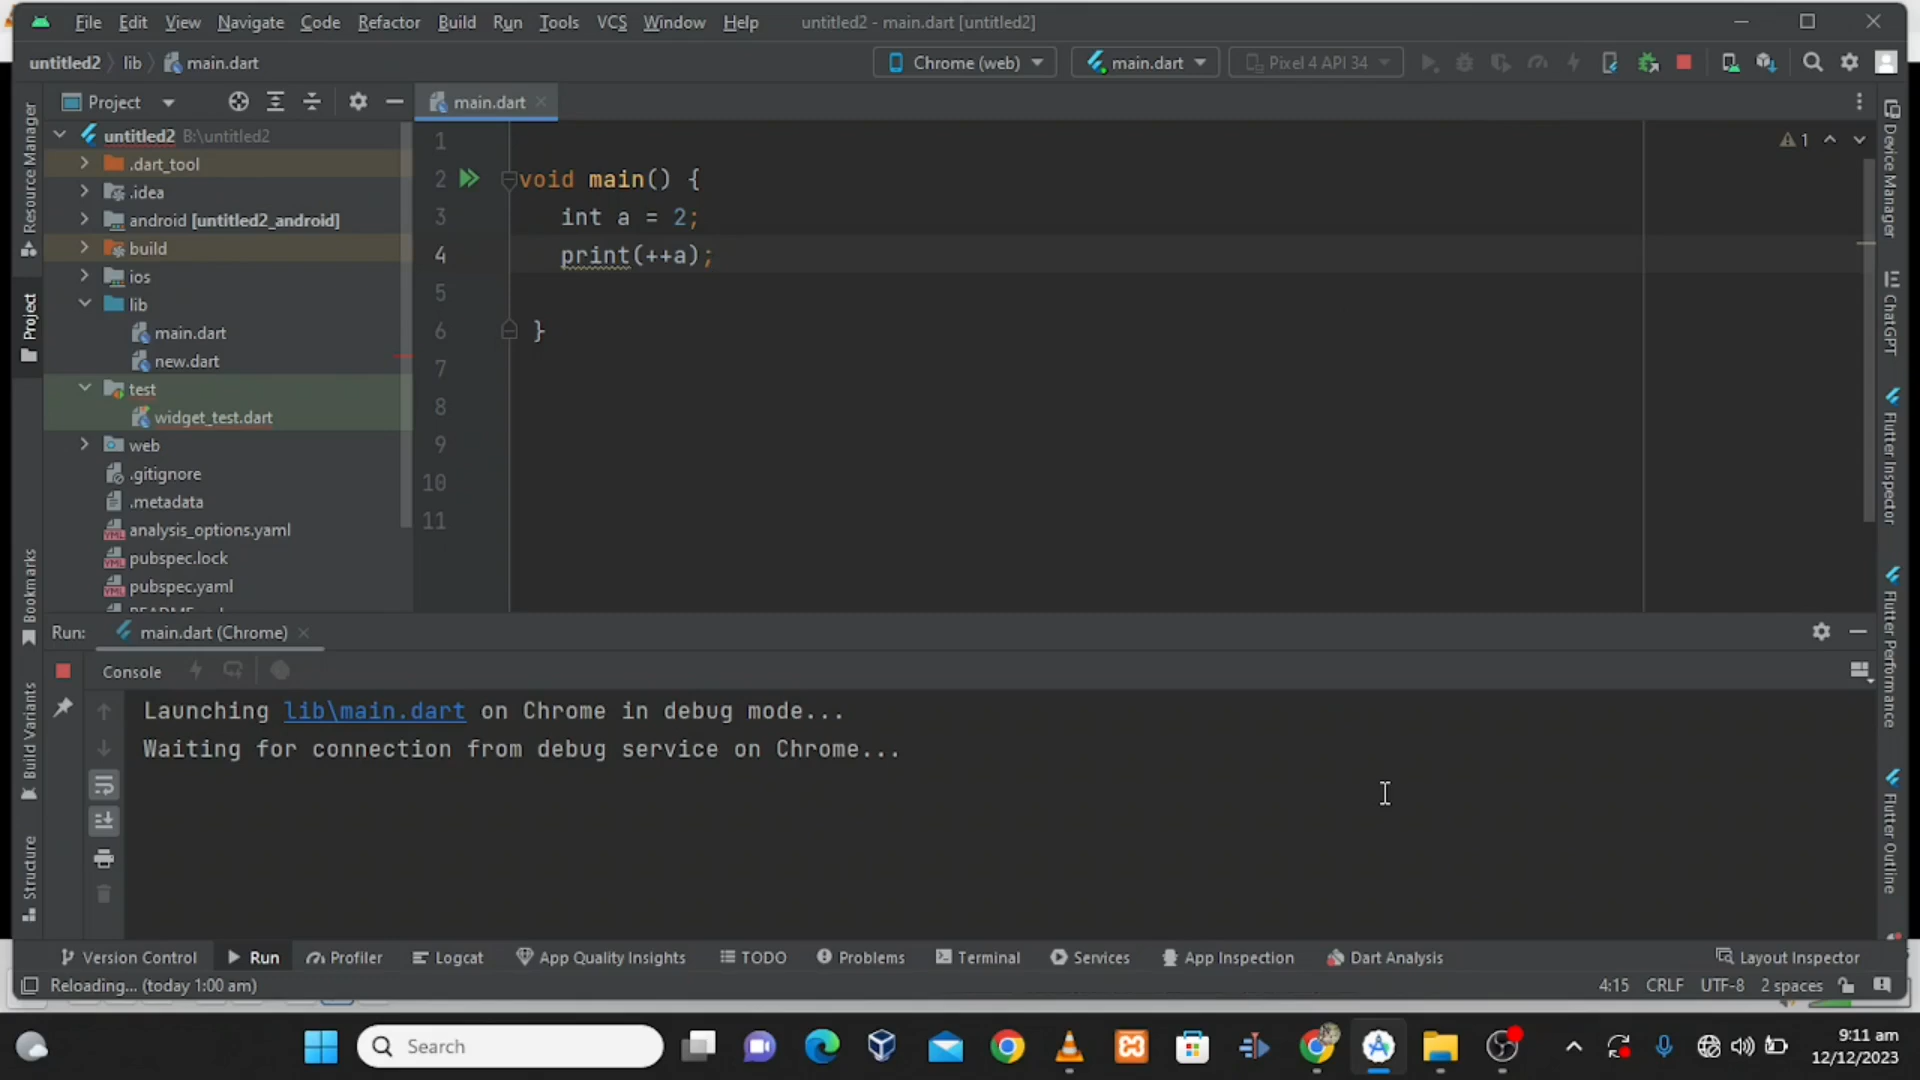 File Edit View Navigate Code Refactor Build Run Tools VCS Window Help untitled2 - main.dart [untitled2]
untitled2 lib main.dart Chrome (web) main.dart Pixel 4 API 34
Project main.dart
untitled2 B:\untitled2
.dart_tool
.idea
android [untitled2_android]
build
ios
lib
main.dart
new.dart
test
widget_test.dart
web
.gitignore
.metadata
analysis_options.yaml
pubspec.lock
pubspec.yaml
1
2 void main() {
3 int a = 2;
4 print(++a);
5
6 }
7
8
9
10
11
1
Resource Manager
Project
Bookmarks
Build Variants
Structure
Device Manager
ChatGPT
Flutter Inspector
Flutter Performance
Flutter Outline
Run: main.dart (Chrome)
Console
Launching lib\main.dart on Chrome in debug mode...
Waiting for connection from debug service on Chrome...
Version Control Run Profiler Logcat App Quality Insights TODO Problems Terminal Services App Inspection Dart Analysis Layout Inspector
Reloading... (today 1:00 am) 4:15 CRLF UTF-8 2 spaces
Search
9:11 am
12/12/2023